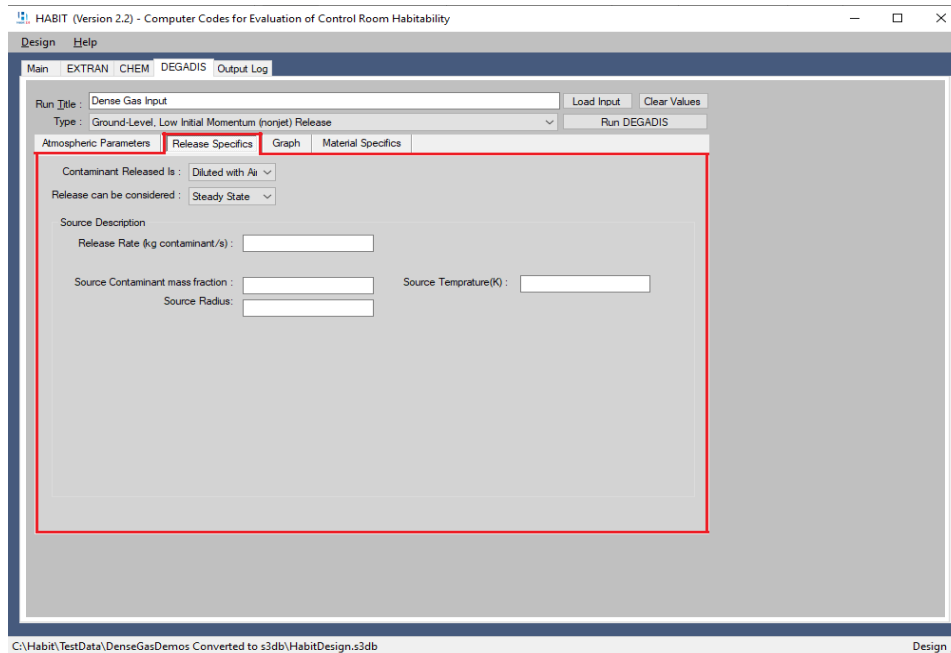 HABIT (Version 2.2) - Computer Codes for Evaluation of Control Room Habitability
Design Help
Main EXTRAN CHEM DEGADIS Output Log
Run Title : Dense Gas Input Load Input Clear Values
Type : Ground-Level, Low Initial Momentum (nonjet) Release Run DEGADIS
Atmospheric Parameters Release Specifics Graph Material Specifics
Contaminant Released Is : Diluted with Air
Release can be considered : Steady State
Source Description
Release Rate (kg contaminant/s) :
Source Contaminant mass fraction : Source Temprature(K) :
Source Radius:
C:\Habit\TestData\DenseGasDemos Converted to s3db\HabitDesign.s3db Design